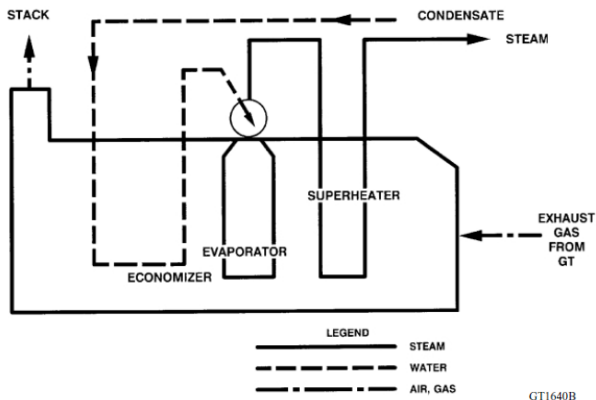 STACK
CONDENSATE
STEAM
SUPERHEATER
EXHAUST
GAS
FROM
GT
EVAPORATOR
ECONOMIZER
LEGEND
STEAM
WATER
AIR, GAS
GT1640B